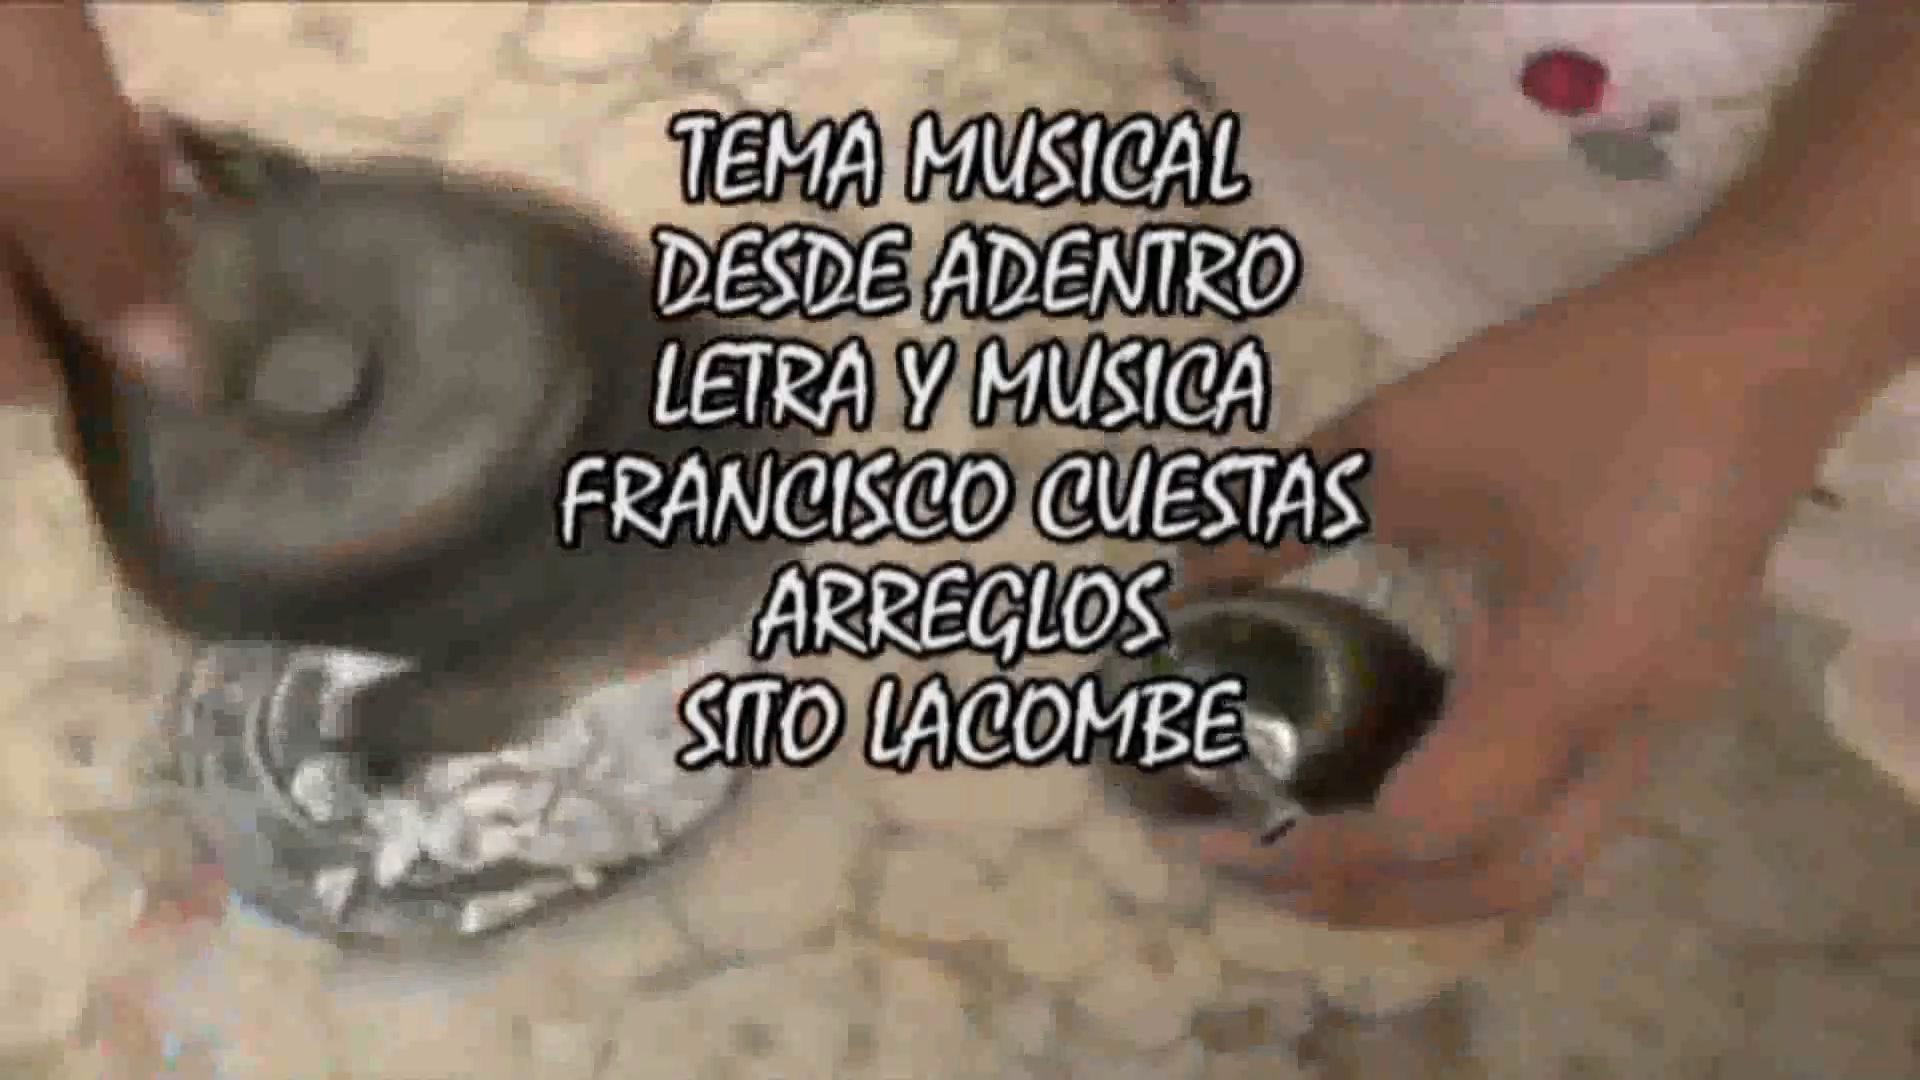 TEMA MUSICAL
DESDE ADENTRO
LETRA Y MUSICA
FRANCISCO CUESTAS
ARREGLOS
SITO LACOMBE